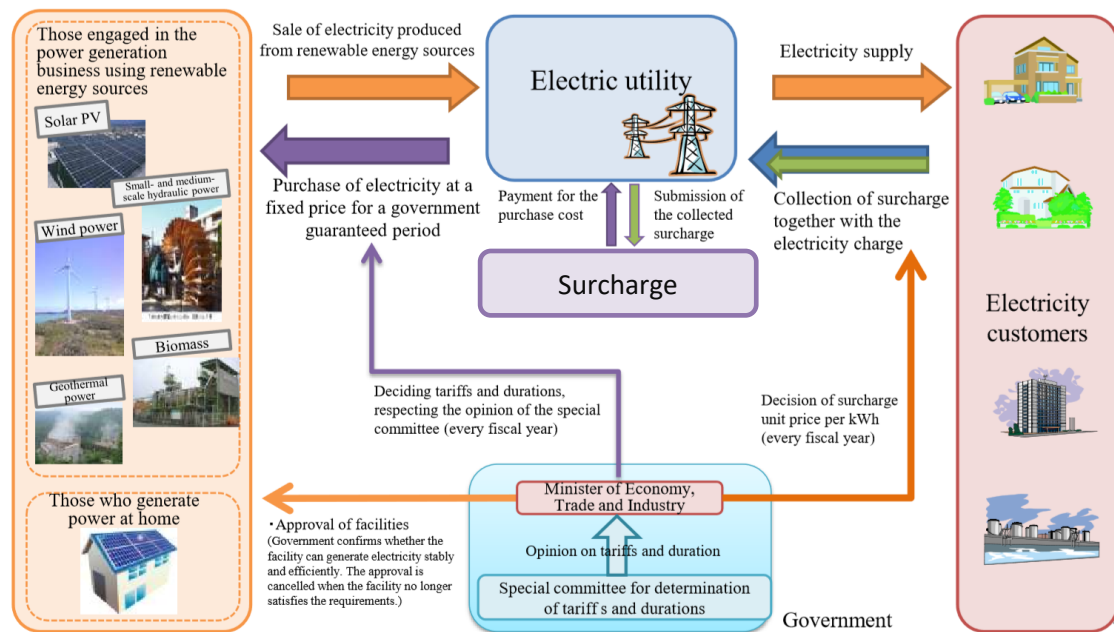 Those engaged in the
power generation
business using renewable
energy sources
Solar PV
Small- and medium-
scale hydraulic power
Wind power
Biomass
Geothermal
power
Those who generate
power at home
Sale of electricity produced
from renewable energy sources
Purchase of electricity at a
fixed price for a government
guaranteed period
Electric utility
Payment for the
purchase cost
Submission of
the collected
surcharge
Surcharge
Electricity supply
Collection of surcharge
together with the
electricity charge
Electricity
customers
Deciding tariffs and durations,
respecting the opinion of the special
committee (every fiscal year)
Decision of surcharge
unit price per kWh
(every fiscal year)
・Approval of facilities
(Government confirms whether the
facility can generate electricity stably
and efficiently. The approval is
cancelled when the facility no longer
satisfies the requirements.)
Minister of Economy,
Trade and Industry
Opinion on tariffs and duration
Special committee for determination
of tariff s and durations
Government